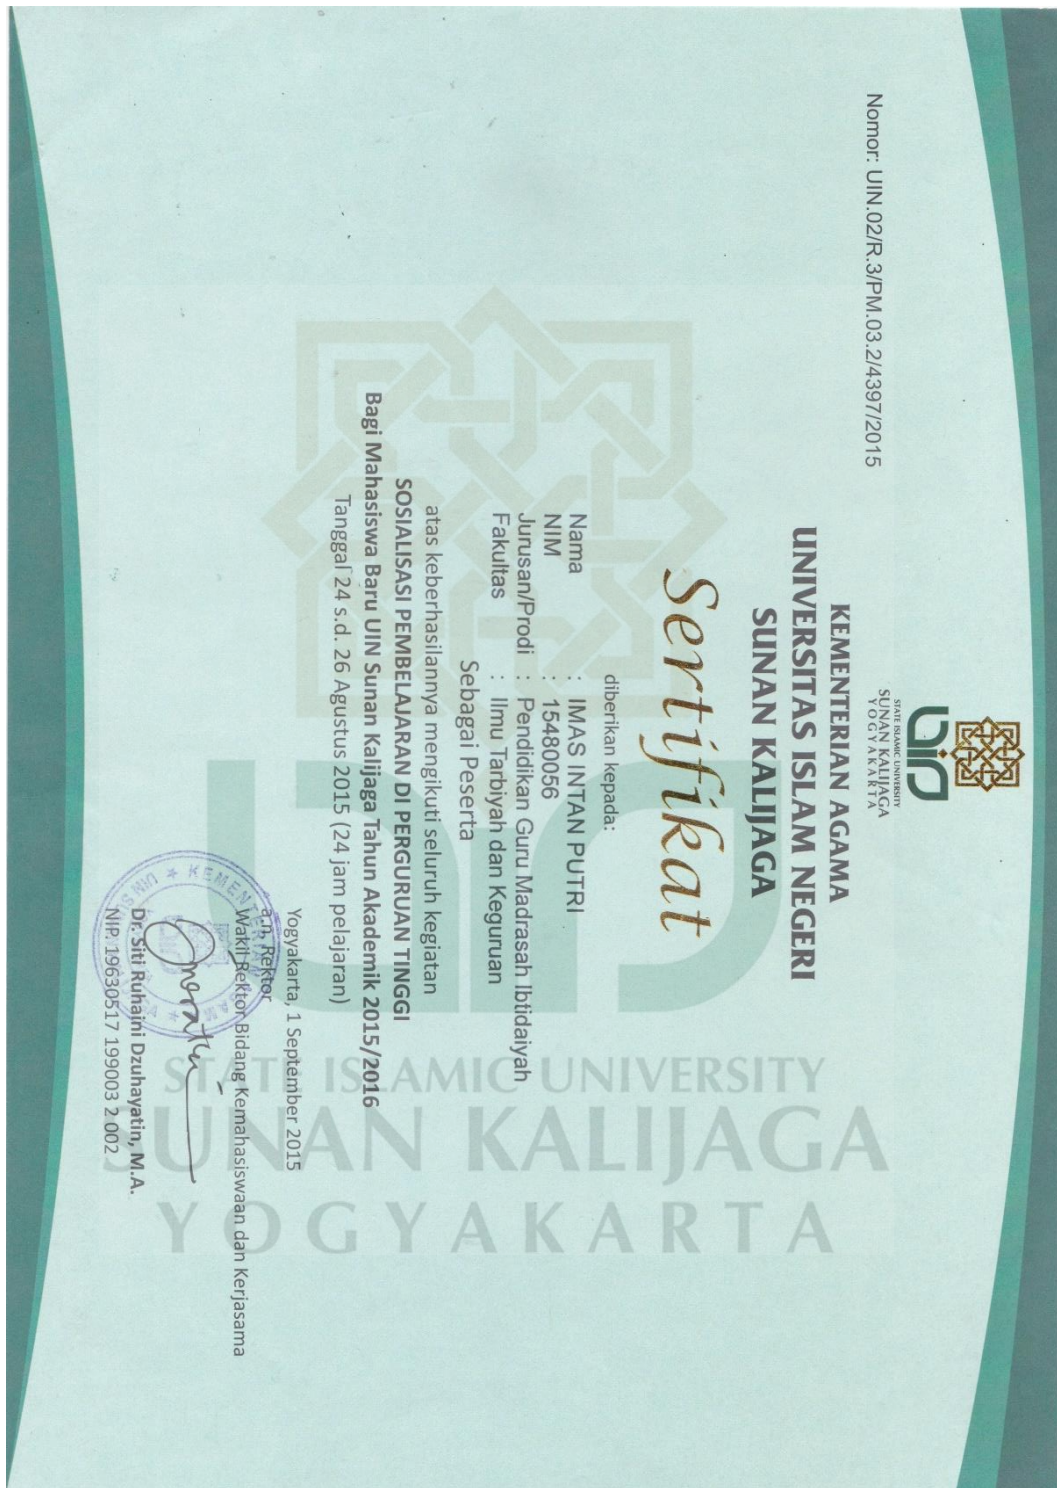 Nomor: UIN.02/R.3/PM.03.2/4397/2015
uin
STATE ISLAMIC UNIVERSITY
SUNAN KALIJAGA
YOGYAKARTA
KEMENTERIAN AGAMA
UNIVERSITAS ISLAM NEGERI
SUNAN KALIJAGA
Sertifikat
diberikan kepada:
Nama : IMAS INTAN PUTRI
NIM : 15480056
Jurusan/Prodi : Pendidikan Guru Madrasah Ibtidaiyah
Fakultas : Ilmu Tarbiyah dan Keguruan
Sebagai Peserta
atas keberhasilannya mengikuti seluruh kegiatan
SOSIALISASI PEMBELAJARAN DI PERGURUAN TINGGI
Bagi Mahasiswa Baru UIN Sunan Kalijaga Tahun Akademik 2015/2016
Tanggal 24 s.d. 26 Agustus 2015 (24 jam pelajaran)
Yogyakarta, 1 September 2015
a.n. Rektor
Wakil Rektor Bidang Kemahasiswaan dan Kerjasama
Dr. Siti Ruhaini Dzuhayatin, M.A.
NIP. 19630517 199003 2 002
KEMENTERIAN AGAMA
uin
STATE ISLAMIC UNIVERSITY
SUNAN KALIJAGA
YOGYAKARTA